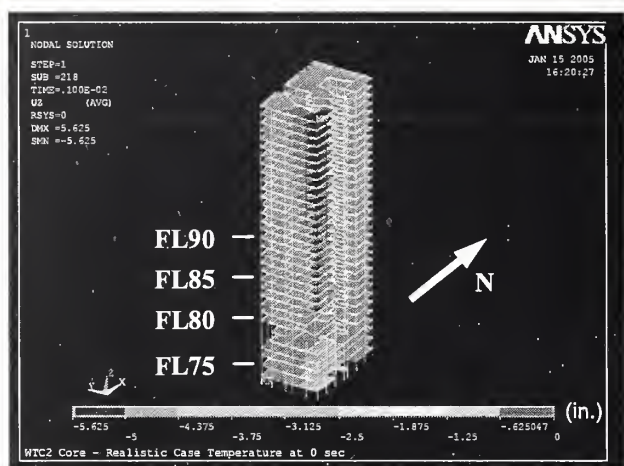 1
NODAL SOLUTION
STEP=1
SUB =218
TIME=.100E-02
UZ (AVG)
RSYS=0
DMX =5.625
SMN =-5.625
ANSYS
JAN 15 2005
16:20:27
FL90
FL85
FL80
FL75
N
Z
X
(in.)
-5.625 -4.375 -3.125 -1.875 -.625047
-5 -3.75 -2.5 -1.25 0
WTC2 Core - Realistic Case Temperature at 0 sec